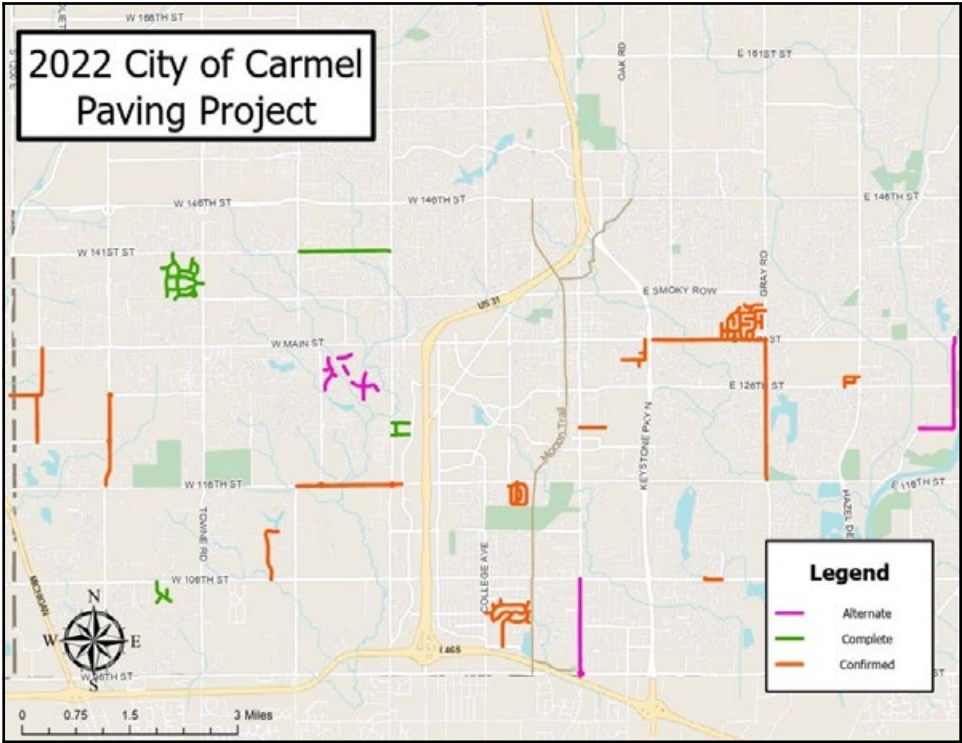 W 166TH ST
2022 City of Carmel
Paving Project
OAK RD
E 161ST ST
W 146TH ST
W 146TH ST
E 146TH ST
W 141ST ST
GRAY RD
E SMOKY ROW
US 31
W MAIN ST
ST
E 126TH ST
KEYSTONE PKY N
Monon Trail
W 116TH ST
E 116TH ST
HAZEL DE
TOWNE RD
COLLEGE AVE
W 106TH ST
MICHIGAN
N
W
E
S
I 465
W 96TH ST
ST
Legend
Alternate
Complete
Confirmed
0 0.75 1.5 3 Miles